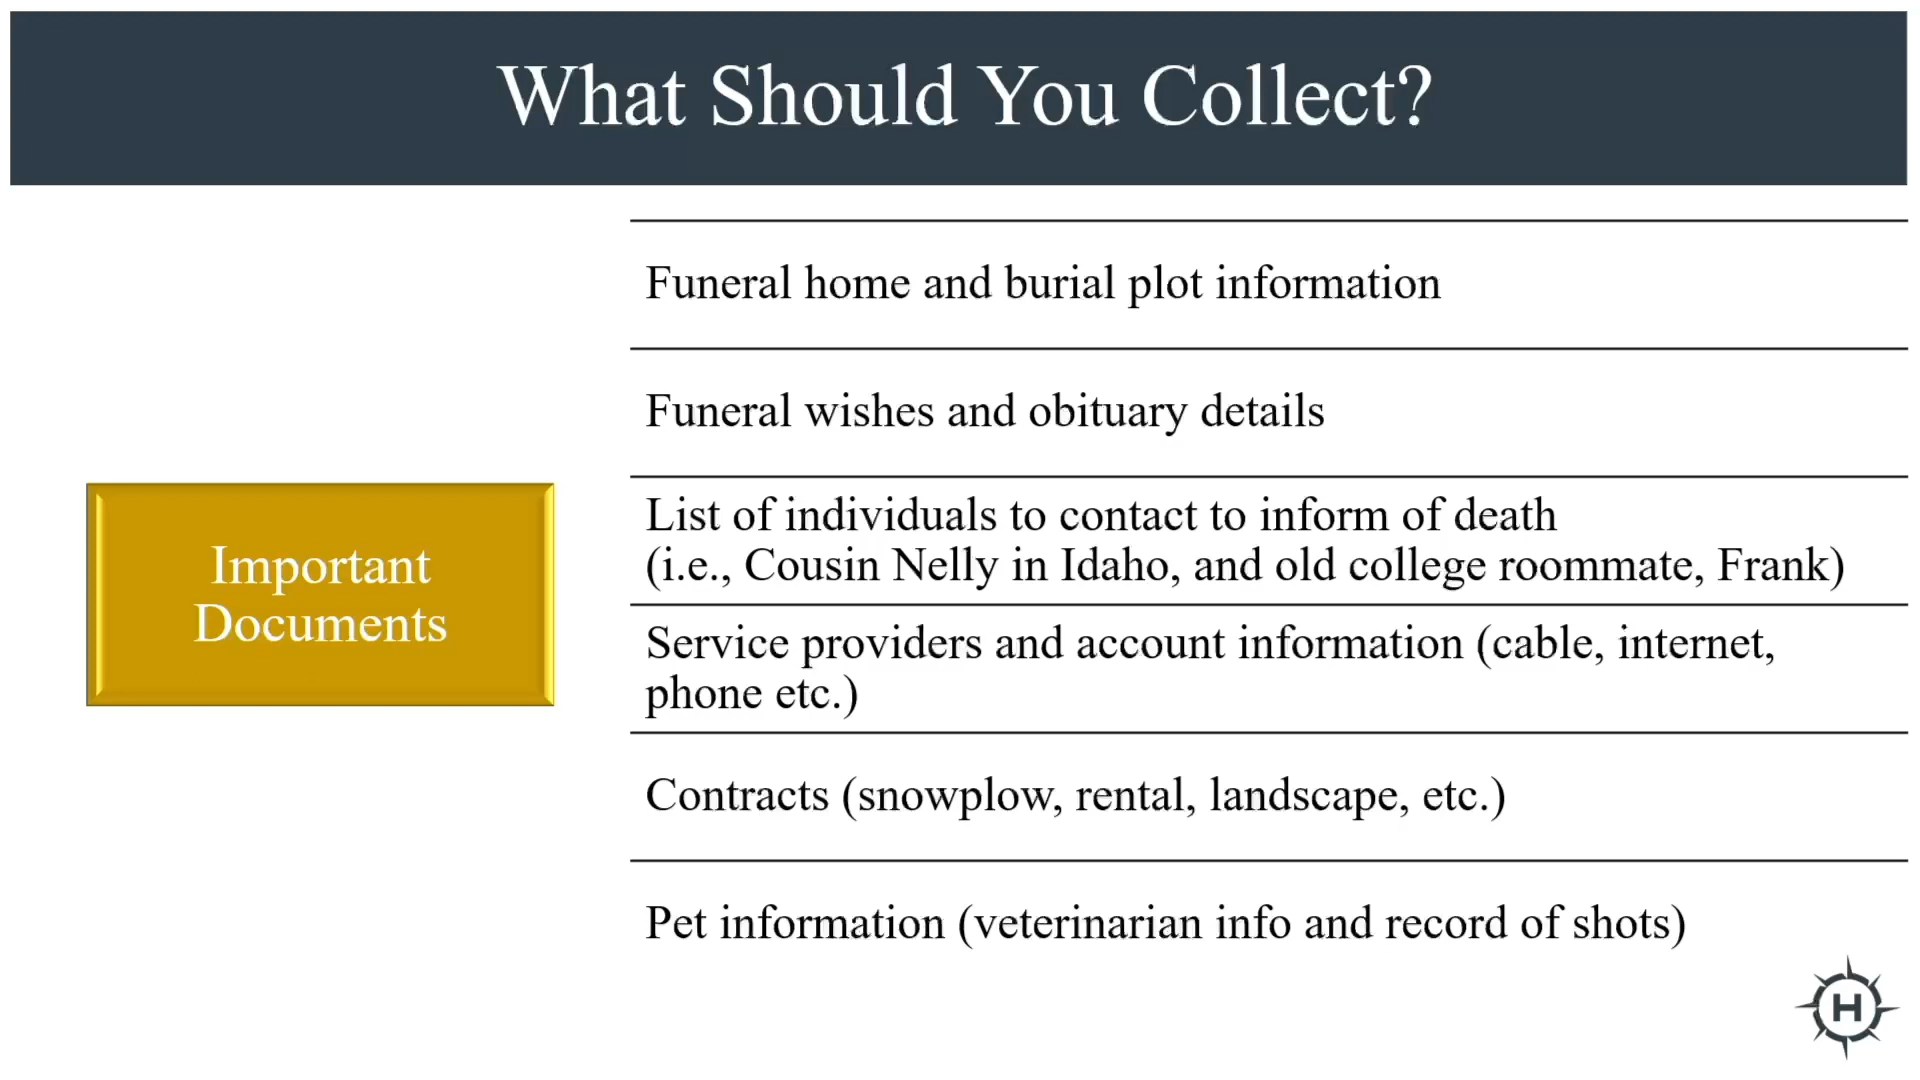 What Should You Collect?
Funeral home and burial plot information
Funeral wishes and obituary details
List of individuals to contact to inform of death
(i.e., Cousin Nelly in Idaho, and old college roommate, Frank)
Important
Documents
Service providers and account information (cable, internet,
phone etc.)
Contracts (snowplow, rental, landscape, etc.)
Pet information (veterinarian info and record of shots)
H